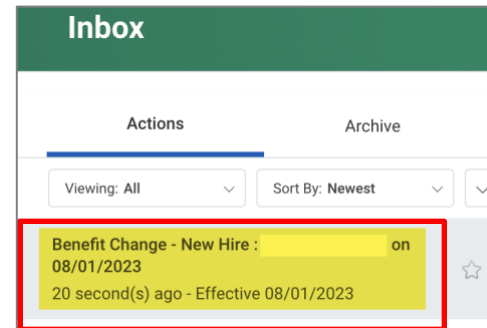 Inbox
Actions Archive
Viewing: All Sort By: Newest
Benefit Change - New Hire : on
08/01/2023
20 second(s) ago - Effective 08/01/2023